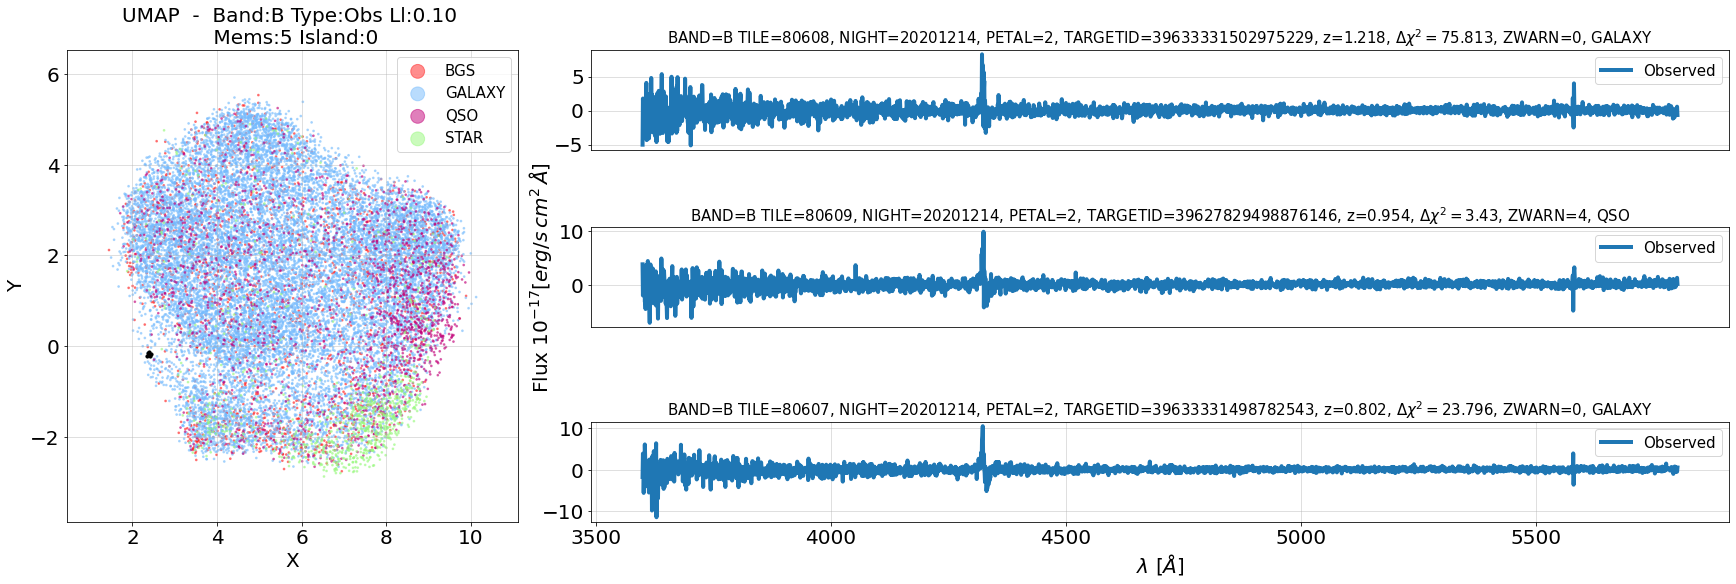 UMAP - Band:B Type:Obs Ll:0.10
Mems:5 Island:0
BGS
GALAXY
QSO
STAR
6
4
2
0
−2
Y
2
4
6
8
10
X
BAND=B TILE=80608, NIGHT=20201214, PETAL=2, TARGETID=39633331502975229, z=1.218, Δχ² = 75.813, ZWARN=0, GALAXY
Observed
5
0
−5
BAND=B TILE=80609, NIGHT=20201214, PETAL=2, TARGETID=39627829498876146, z=0.954, Δχ² = 3.43, ZWARN=4, QSO
Observed
10
0
Flux 10⁻¹⁷[erg/s cm² Å]
BAND=B TILE=80607, NIGHT=20201214, PETAL=2, TARGETID=39633331498782543, z=0.802, Δχ² = 23.796, ZWARN=0, GALAXY
Observed
10
0
−10
3500
4000
4500
5000
5500
λ [Å]